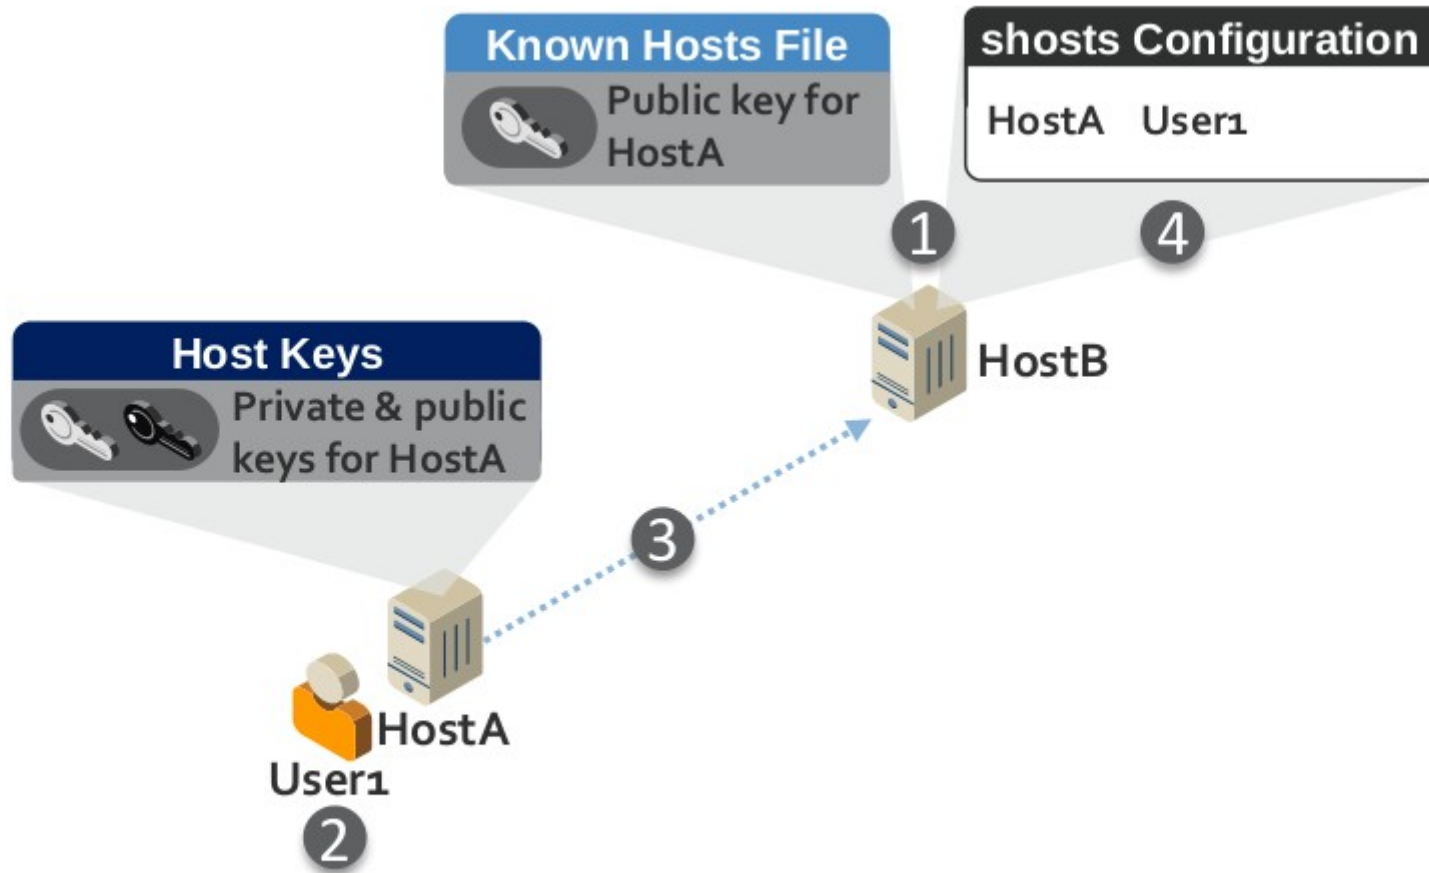 Known Hosts File
Public key for
HostA
shosts Configuration
HostA User1
1
4
HostB
Host Keys
Private & public
keys for HostA
3
HostA
User1
2